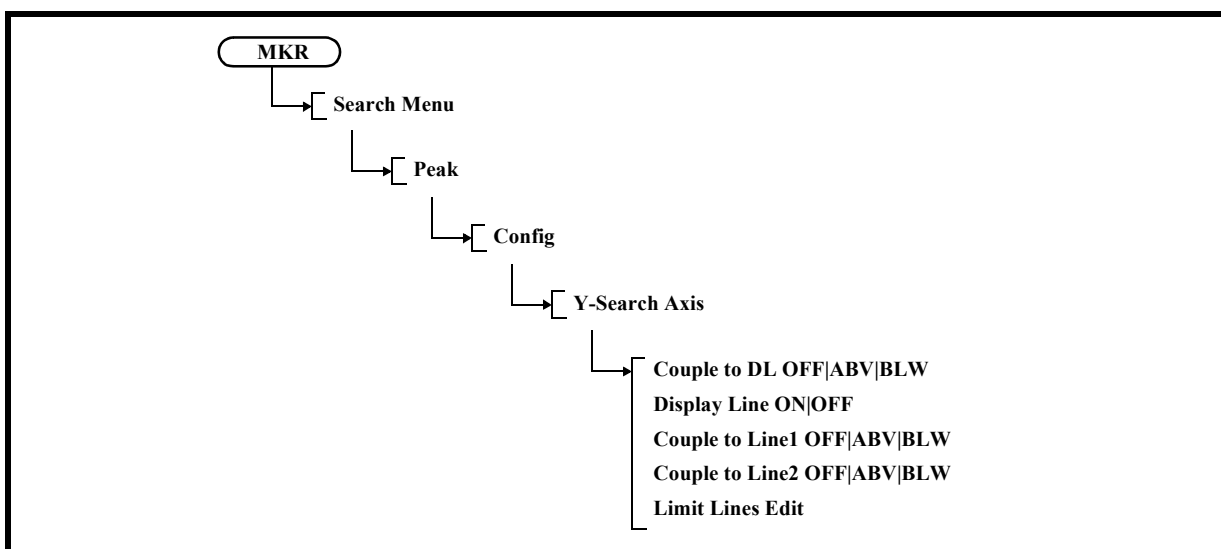 MKR
Search Menu
Peak
Config
Y-Search Axis
Couple to DL OFF|ABV|BLW
Display Line ON|OFF
Couple to Line1 OFF|ABV|BLW
Couple to Line2 OFF|ABV|BLW
Limit Lines Edit